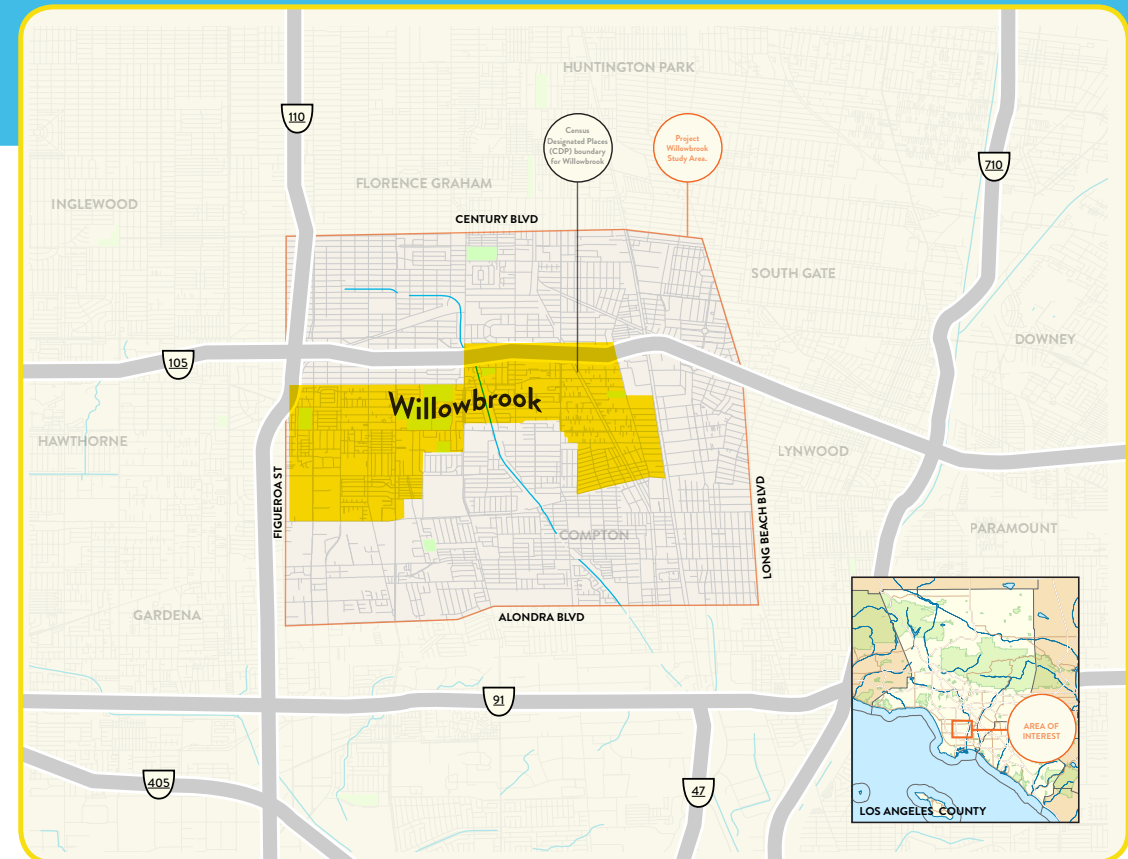 HUNTINGTON PARK
110
Census
Designated Places
(CDP) boundary
for Willowbrook
Project
Willowbrook
Study Area.
710
FLORENCE GRAHAM
INGLEWOOD
CENTURY BLVD
SOUTH GATE
DOWNEY
105
Willowbrook
HAWTHORNE
LYNWOOD
FIGUEROA ST
LONG BEACH BLVD
COMPTON
PARAMOUNT
GARDENA
ALONDRA BLVD
91
AREA OF
INTEREST
405
47
LOS ANGELES COUNTY